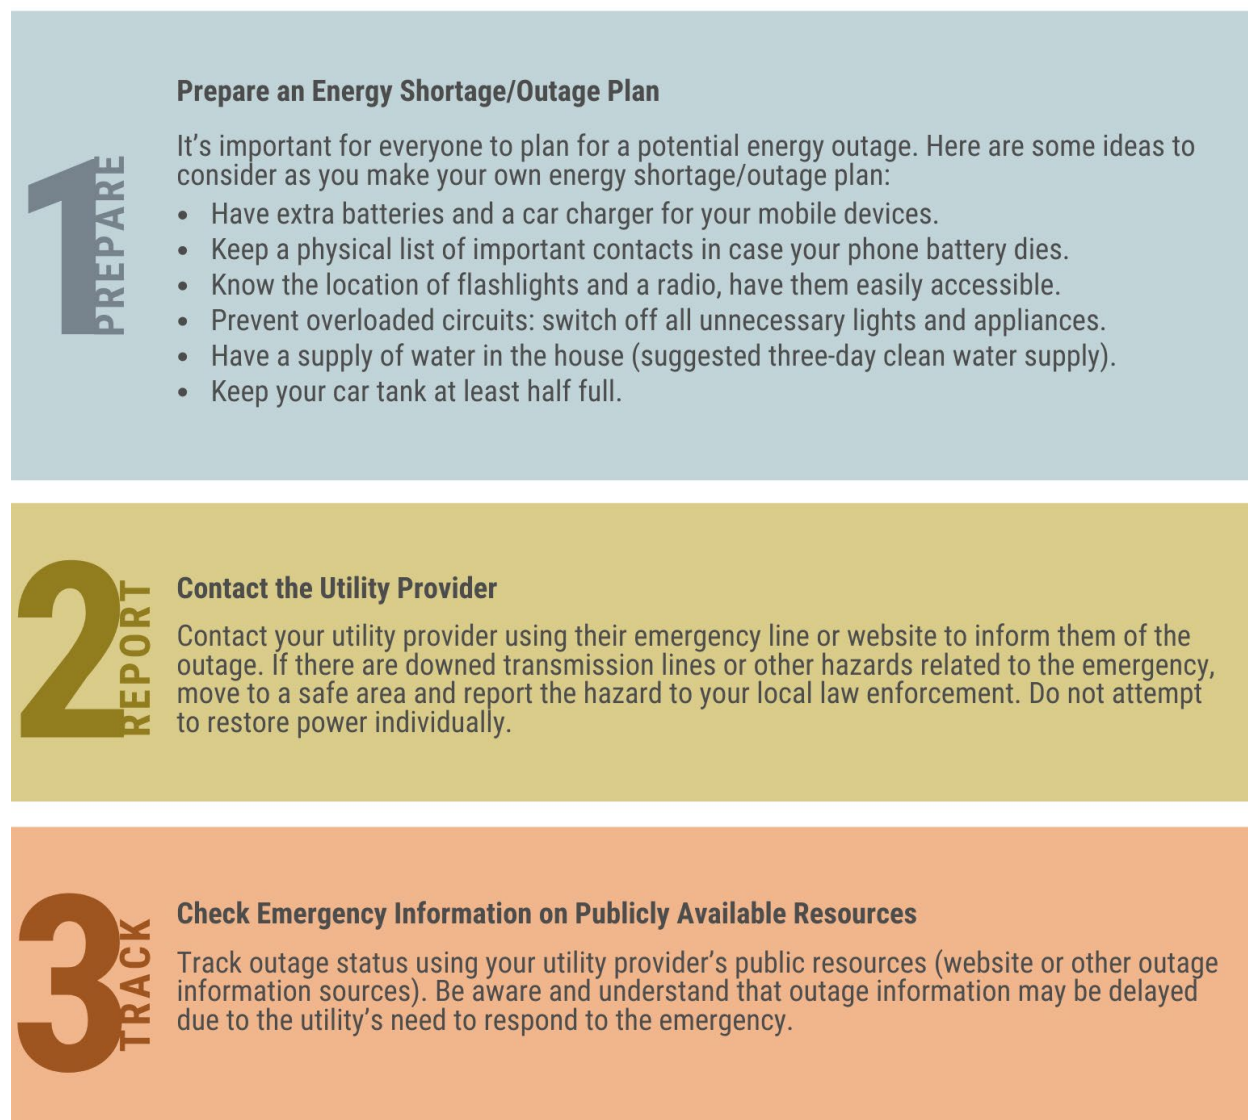 1
PREPARE
Prepare an Energy Shortage/Outage Plan
It’s important for everyone to plan for a potential energy outage. Here are some ideas to
consider as you make your own energy shortage/outage plan:
• Have extra batteries and a car charger for your mobile devices.
• Keep a physical list of important contacts in case your phone battery dies.
• Know the location of flashlights and a radio, have them easily accessible.
• Prevent overloaded circuits: switch off all unnecessary lights and appliances.
• Have a supply of water in the house (suggested three-day clean water supply).
• Keep your car tank at least half full.
2
REPORT
Contact the Utility Provider
Contact your utility provider using their emergency line or website to inform them of the
outage. If there are downed transmission lines or other hazards related to the emergency,
move to a safe area and report the hazard to your local law enforcement. Do not attempt
to restore power individually.
3
TRACK
Check Emergency Information on Publicly Available Resources
Track outage status using your utility provider’s public resources (website or other outage
information sources). Be aware and understand that outage information may be delayed
due to the utility’s need to respond to the emergency.